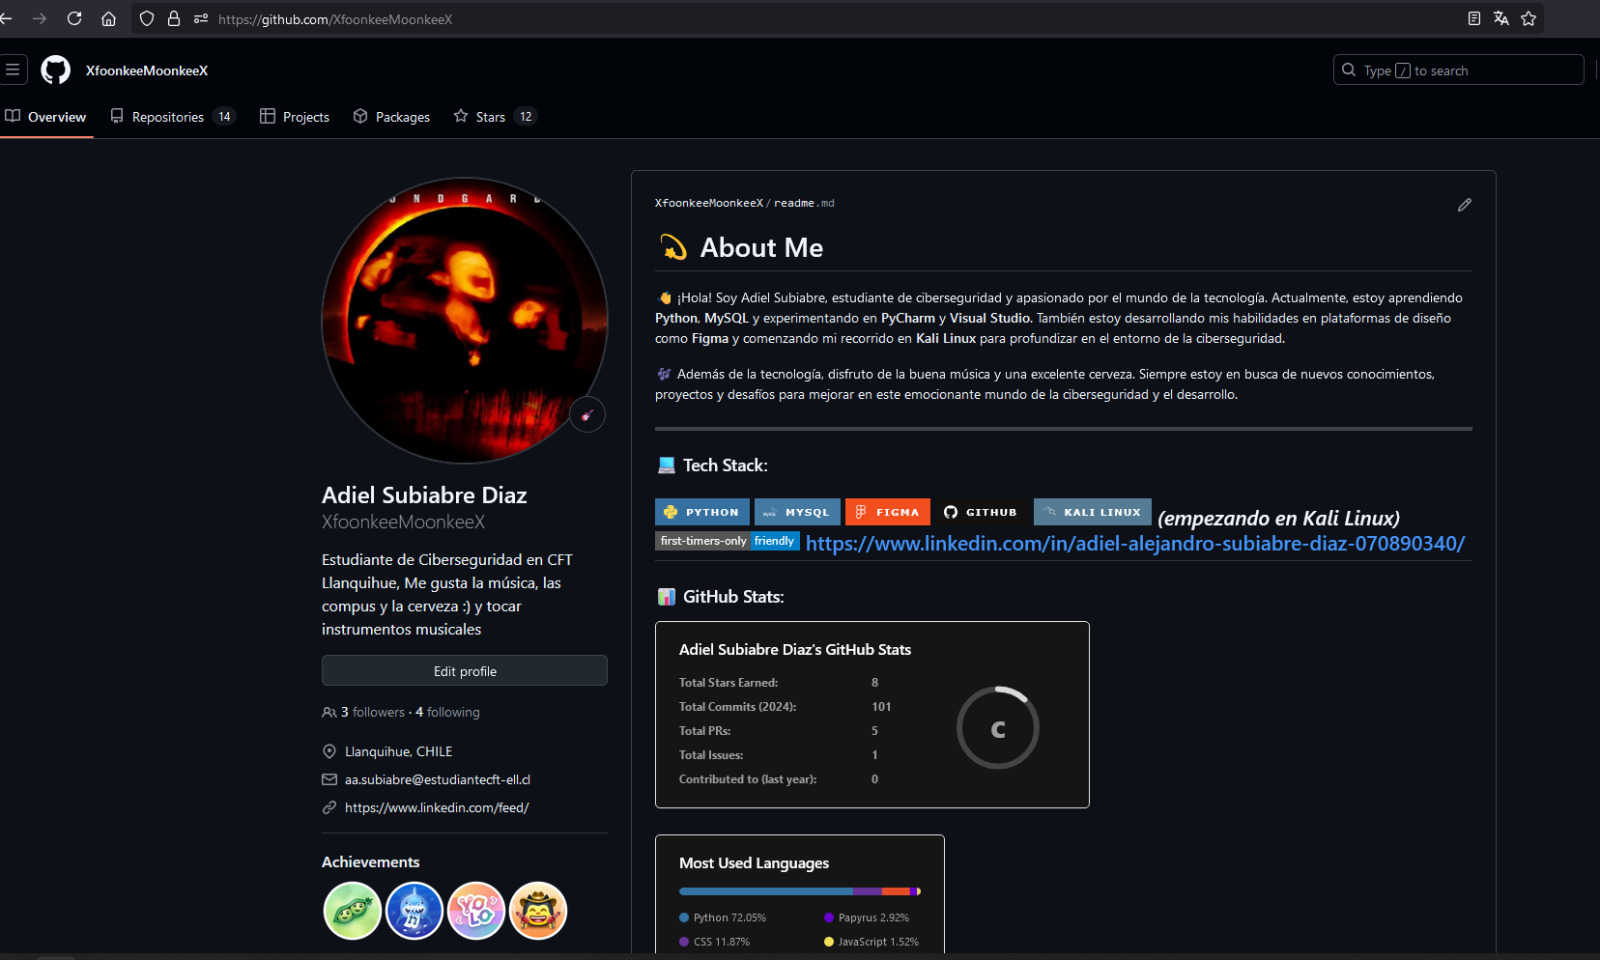 https://github.com/XfoonkeeMoonkeeX
XfoonkeeMoonkeeX
Type / to search
Overview
Repositories 14
Projects
Packages
Stars 12
UNDGARD
XfoonkeeMoonkeeX/readme.md
About Me
¡Hola! Soy Adiel Subiabre, estudiante de ciberseguridad y apasionado por el mundo de la tecnología. Actualmente, estoy aprendiendo
Python, MySQL y experimentando en PyCharm y Visual Studio. También estoy desarrollando mis habilidades en plataformas de diseño
como Figma y comenzando mi recorrido en Kali Linux para profundizar en el entorno de la ciberseguridad.
Además de la tecnología, disfruto de la buena música y una excelente cerveza. Siempre estoy en busca de nuevos conocimientos,
proyectos y desafíos para mejorar en este emocionante mundo de la ciberseguridad y el desarrollo.
Tech Stack:
PYTHON MYSQL FIGMA GITHUB KALI LINUX (empezando en Kali Linux)
first-timers-only friendly https://www.linkedin.com/in/adiel-alejandro-subiabre-diaz-070890340/
GitHub Stats:
Adiel Subiabre Diaz's GitHub Stats
Total Stars Earned: 8
Total Commits (2024): 101
Total PRs: 5
Total Issues: 1
Contributed to (last year): 0
C
Most Used Languages
Python 72.05%
Papyrus 2.92%
CSS 11.87%
JavaScript 1.52%
Adiel Subiabre Diaz
XfoonkeeMoonkeeX
Estudiante de Ciberseguridad en CFT
Llanquihue, Me gusta la música, las
compus y la cerveza :) y tocar
instrumentos musicales
Edit profile
3 followers · 4 following
Llanquihue, CHILE
aa.subiabre@estudiantecft-ell.cl
https://www.linkedin.com/feed/
Achievements
YOLO